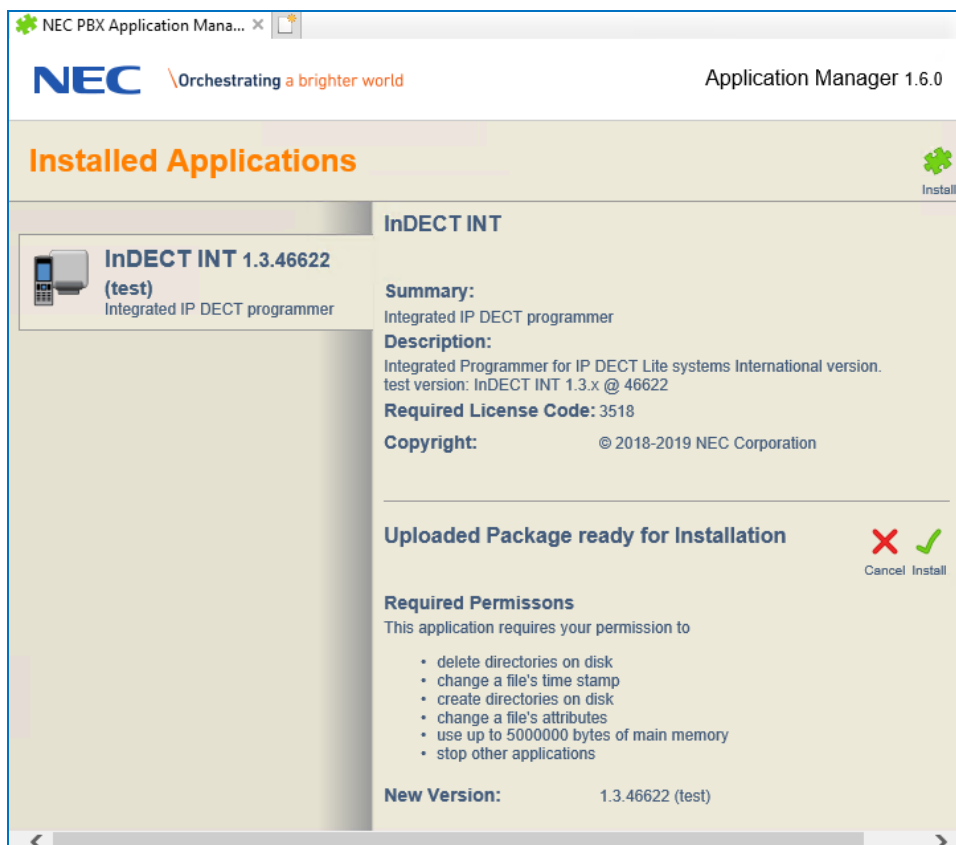 NEC PBX Application Mana...
NEC \Orchestrating a brighter world
Application Manager 1.6.0
Installed Applications
Install
InDECT INT 1.3.46622
(test)
Integrated IP DECT programmer
InDECT INT
Summary:
Integrated IP DECT programmer
Description:
Integrated Programmer for IP DECT Lite systems International version.
test version: InDECT INT 1.3.x @ 46622
Required License Code: 3518
Copyright: © 2018-2019 NEC Corporation
Uploaded Package ready for Installation
Cancel Install
Required Permissons
This application requires your permission to
• delete directories on disk
• change a file's time stamp
• create directories on disk
• change a file's attributes
• use up to 5000000 bytes of main memory
• stop other applications
New Version: 1.3.46622 (test)